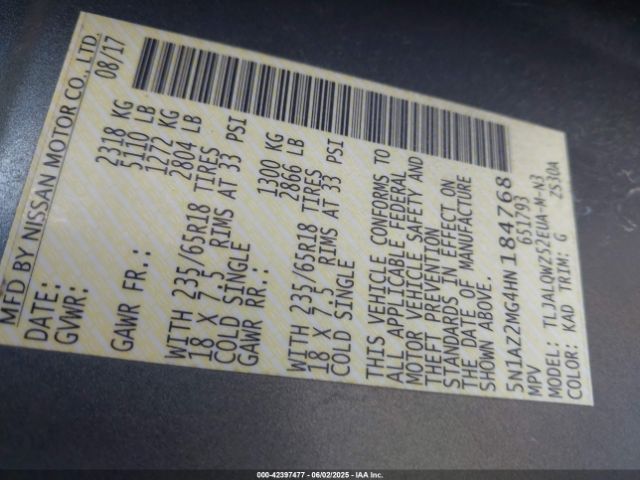 MFD BY NISSAN MOTOR CO., LTD.
DATE: 08/17
GVWR: 2318 KG
5110 LB
GAWR FR.: 1272 KG
2804 LB
WITH 235/65R18 TIRES
18 X 7.5 RIMS AT 33 PSI
COLD SINGLE
GAWR RR.: 1300 KG
2866 LB
WITH 235/65R18 TIRES
18 X 7.5 RIMS AT 33 PSI
COLD SINGLE
THIS VEHICLE CONFORMS TO
ALL APPLICABLE FEDERAL
MOTOR VEHICLE SAFETY AND
THEFT PREVENTION
STANDARDS IN EFFECT ON
THE DATE OF MANUFACTURE
SHOWN ABOVE.
5N1AZ2MG4HN184768
MPV 651793
MODEL: TLJALQWZ52EUA-M-N3
COLOR: KAD TRIM: G ZS30A
000-42397477 - 06/02/2025 - IAA Inc.